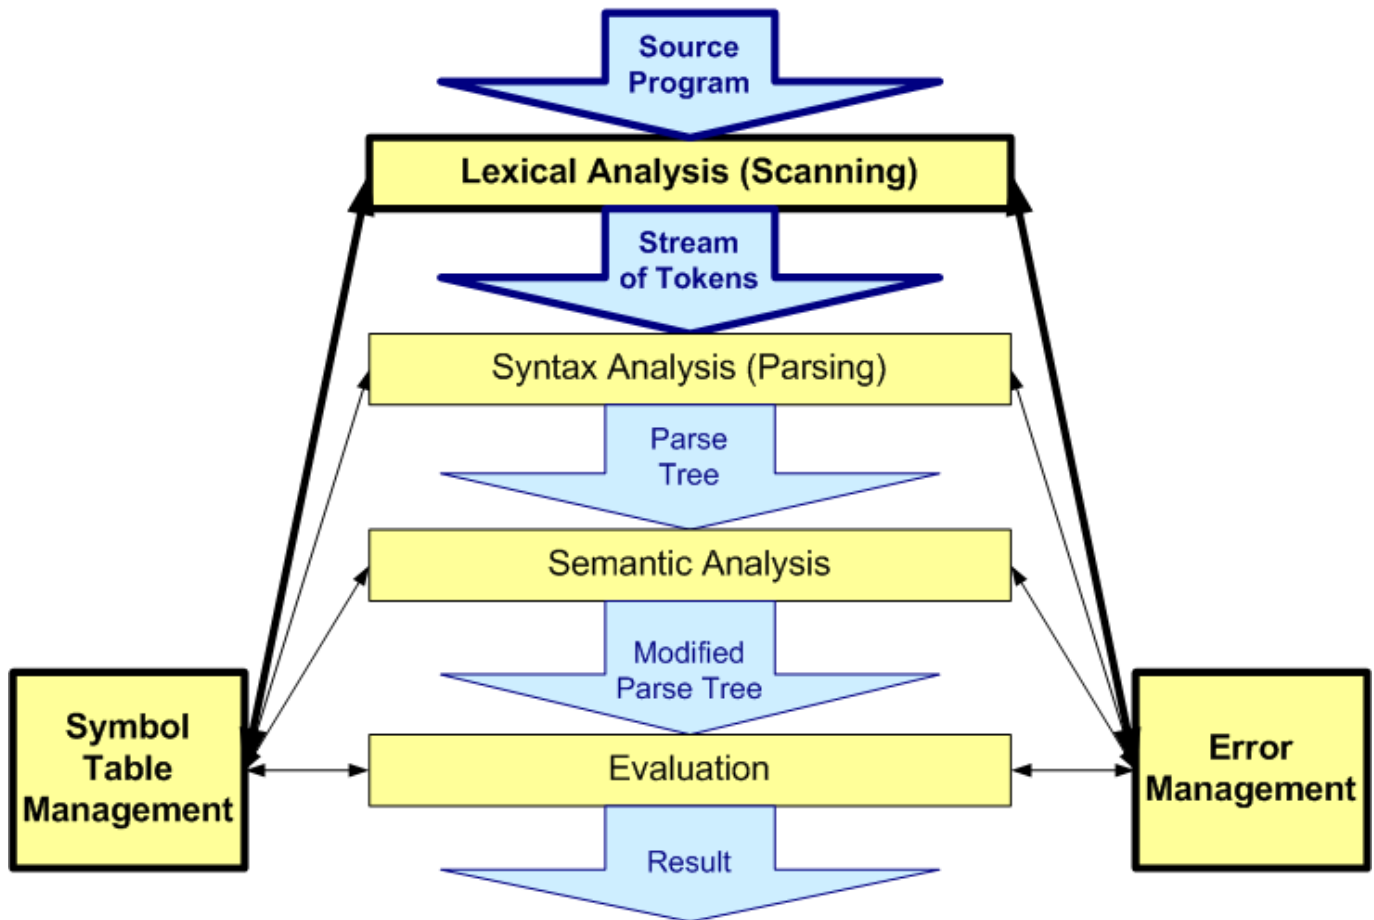 Source
Program
Lexical Analysis (Scanning)
Stream
of Tokens
Syntax Analysis (Parsing)
Parse
Tree
Semantic Analysis
Modified
Parse Tree
Symbol
Table
Management
Evaluation
Error
Management
Result